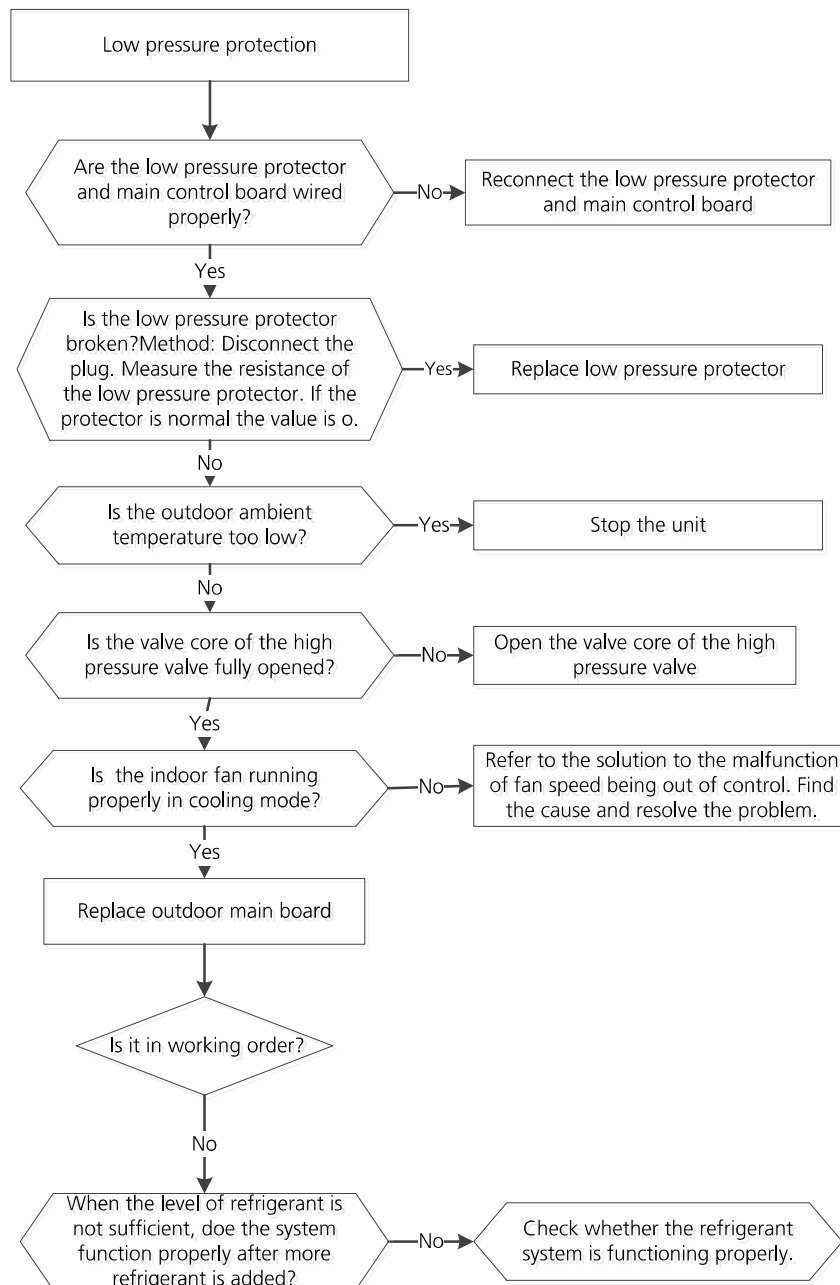 Low pressure protection
Are the low pressure protector
and main control board wired
properly?
No
Reconnect the low pressure protector
and main control board
Yes
Is the low pressure protector
broken?Method: Disconnect the
plug. Measure the resistance of
the low pressure protector. If the
protector is normal the value is o.
Yes
Replace low pressure protector
No
Is the outdoor ambient
temperature too low?
Yes
Stop the unit
No
Is the valve core of the high
pressure valve fully opened?
No
Open the valve core of the high
pressure valve
Yes
Is the indoor fan running
properly in cooling mode?
No
Refer to the solution to the malfunction
of fan speed being out of control. Find
the cause and resolve the problem.
Yes
Replace outdoor main board
Is it in working order?
No
When the level of refrigerant is
not sufficient, doe the system
function properly after more
refrigerant is added?
No
Check whether the refrigerant
system is functioning properly.